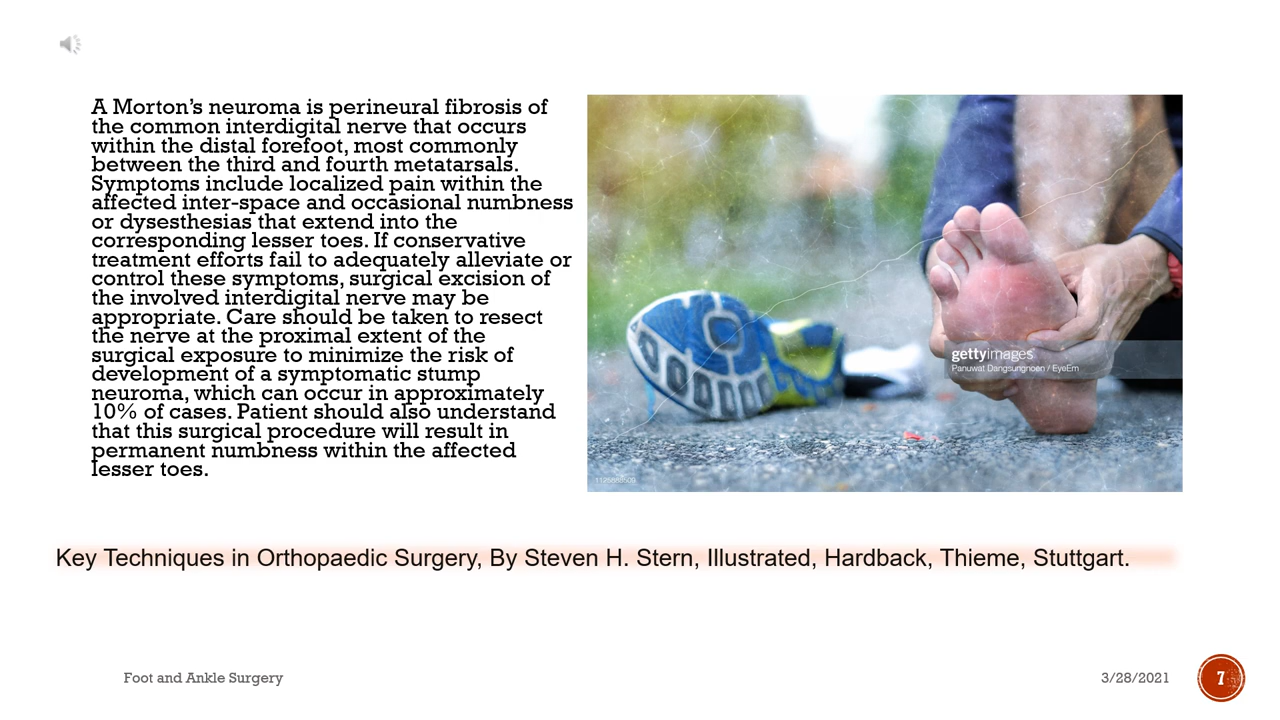 A Morton’s neuroma is perineural fibrosis of
the common interdigital nerve that occurs
within the distal forefoot, most commonly
between the third and fourth metatarsals.
Symptoms include localized pain within the
affected inter-space and occasional numbness
or dysesthesias that extend into the
corresponding lesser toes. If conservative
treatment efforts fail to adequately alleviate or
control these symptoms, surgical excision of
the involved interdigital nerve may be
appropriate. Care should be taken to resect
the nerve at the proximal extent of the
surgical exposure to minimize the risk of
development of a symptomatic stump
neuroma, which can occur in approximately
10% of cases. Patient should also understand
that this surgical procedure will result in
permanent numbness within the affected
lesser toes.
gettyimages
Panuwat Dangsungnoen / EyeEm
Key Techniques in Orthopaedic Surgery, By Steven H. Stern, Illustrated, Hardback, Thieme, Stuttgart.
Foot and Ankle Surgery
3/28/2021
7